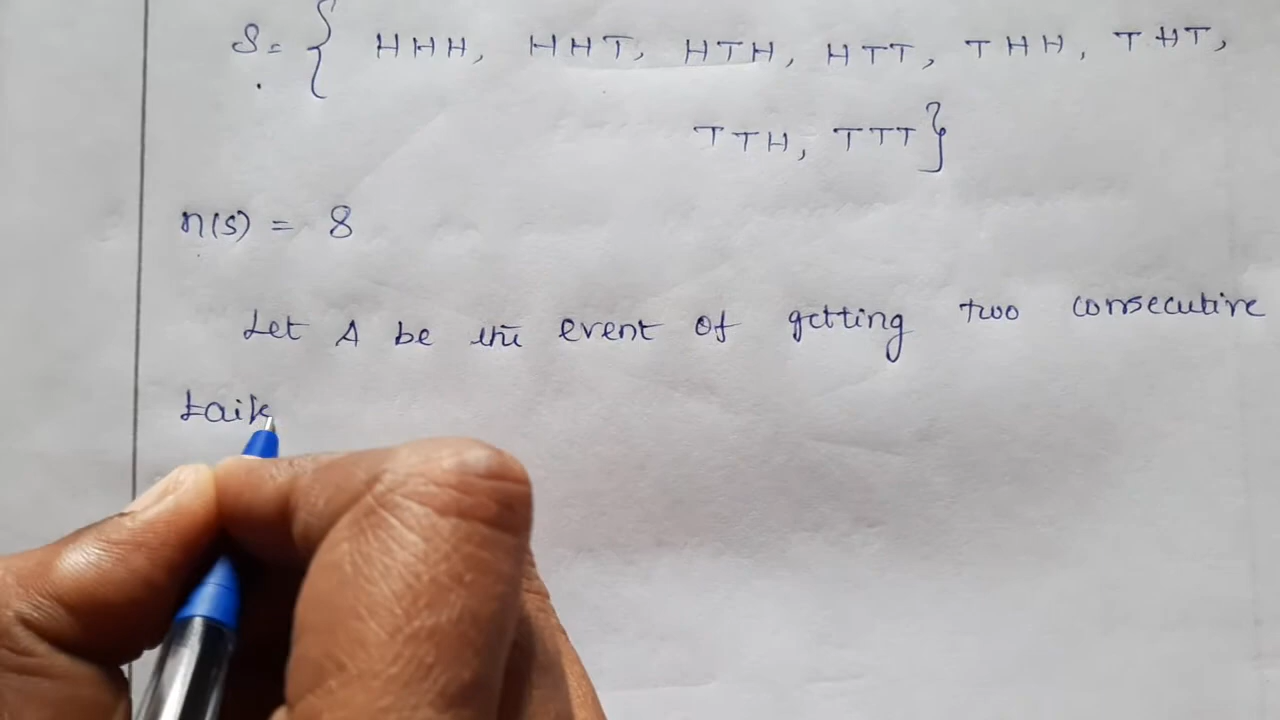 S = { HHH, HHT, HTH, HTT, THH, THT,
TTH, TTT }
n(s) = 8
Let A be the event of getting two consecutive
tails